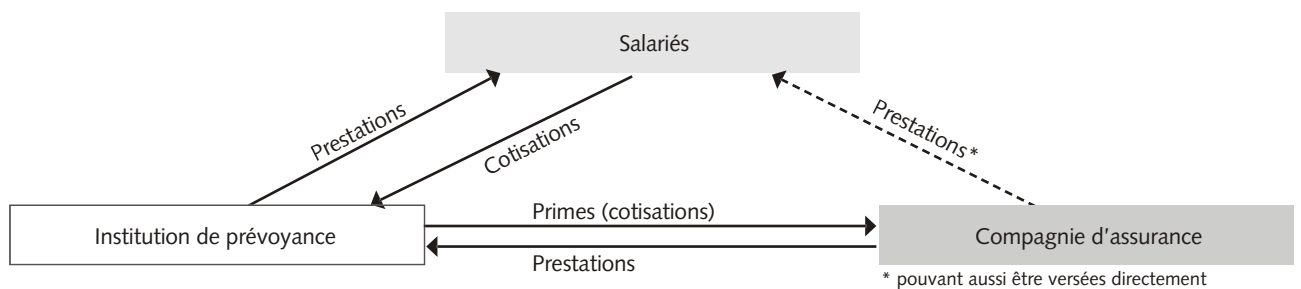 Salariés
Prestations
Cotisations
Prestations*
Institution de prévoyance
Primes (cotisations)
Prestations
Compagnie d'assurance
* pouvant aussi être versées directement